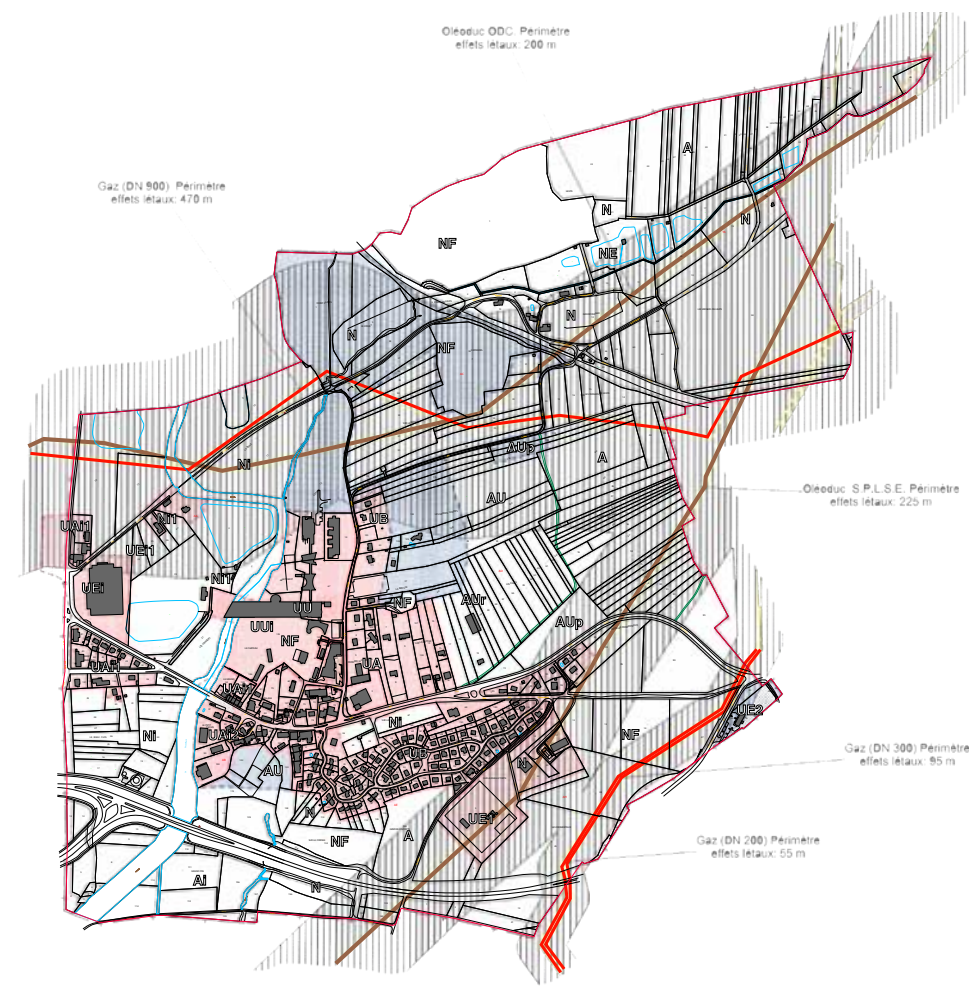 Oléoduc ODC. Périmètre
effets létaux: 200 m
A
Gaz (DN 900) Périmètre
effets létaux: 470 m
N
N
NF
NE
N
N
NF
AUp
A
Ni
Oléoduc S.P.L.S.E. Périmètre
effets létaux: 225 m
AU
UAi1
Ni1
UB
UEi1
UEi
Ni1
UU
NF
AUr
UUi
NF
AUp
UA
UAi1
Ni
UE2
Ni
NF
UB
N
Gaz (DN 300) Périmètre
effets létaux: 95 m
AU
N
UE1
NF
A
Gaz (DN 200) Périmètre
effets létaux: 55 m
Ai
N